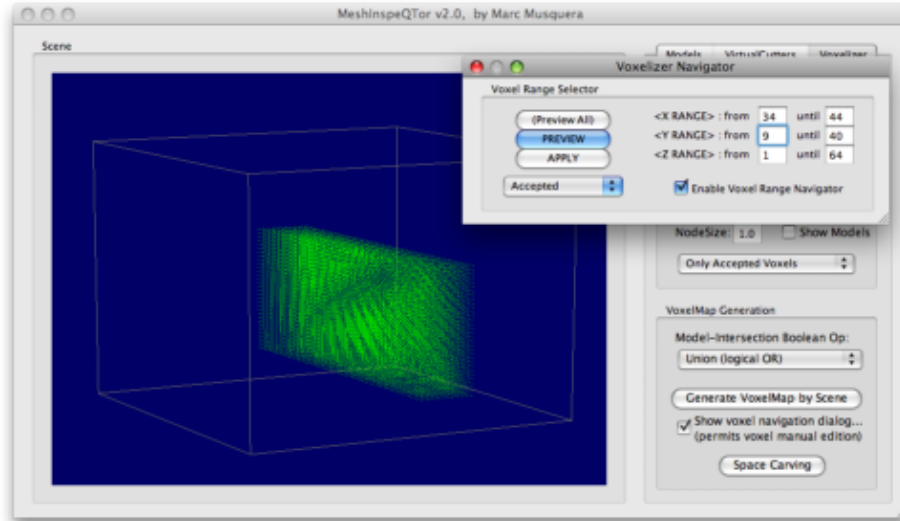 MeshInspeQTor v2.0, by Marc Musquera
Scene
Models VirtualCutters Voxelizer
Voxelizer Navigator
Voxel Range Selector
(Preview All)
PREVIEW
APPLY
Accepted
<X RANGE> : from 34 until 44
<Y RANGE> : from 9 until 40
<Z RANGE> : from 1 until 64
Enable Voxel Range Navigator
NodeSize: 1.0 Show Models
Only Accepted Voxels
VoxelMap Generation
Model-Intersection Boolean Op:
Union (logical OR)
Generate VoxelMap by Scene
Show voxel navigation dialog...
(permits voxel manual edition)
Space Carving